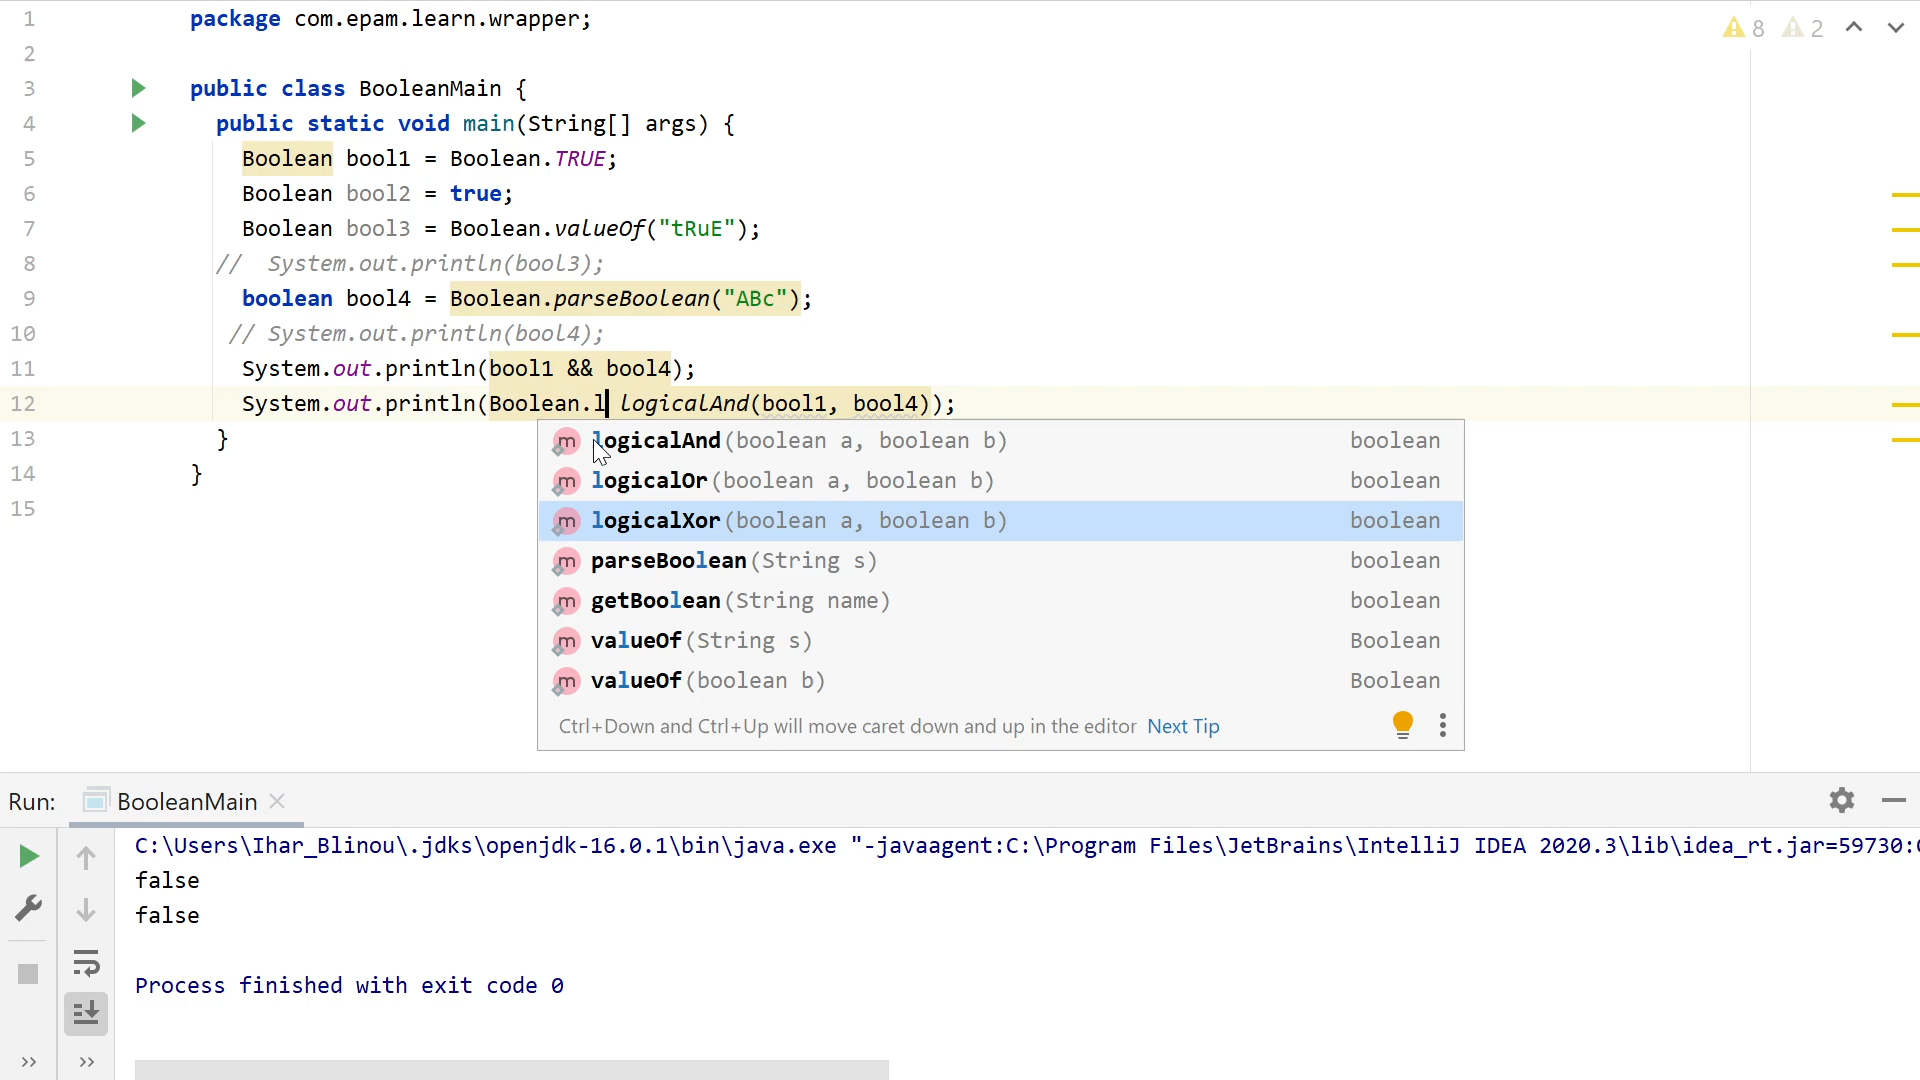 1 package com.epam.learn.wrapper;
8 2
2
3 public class BooleanMain {
4 public static void main(String[] args) {
5 Boolean bool1 = Boolean.TRUE;
6 Boolean bool2 = true;
7 Boolean bool3 = Boolean.valueOf("tRuE");
8 // System.out.println(bool3);
9 boolean bool4 = Boolean.parseBoolean("ABc");
10 // System.out.println(bool4);
11 System.out.println(bool1 && bool4);
12 System.out.println(Boolean.l logicalAnd(bool1, bool4));
13 }
14 }
15
m logicalAnd(boolean a, boolean b) boolean
m logicalOr(boolean a, boolean b) boolean
m logicalXor(boolean a, boolean b) boolean
m parseBoolean(String s) boolean
m getBoolean(String name) boolean
m valueOf(String s) Boolean
m valueOf(boolean b) Boolean
Ctrl+Down and Ctrl+Up will move caret down and up in the editor Next Tip
Run: BooleanMain
C:\Users\Ihar_Blinou\.jdks\openjdk-16.0.1\bin\java.exe "-javaagent:C:\Program Files\JetBrains\IntelliJ IDEA 2020.3\lib\idea_rt.jar=59730:
false
false
Process finished with exit code 0